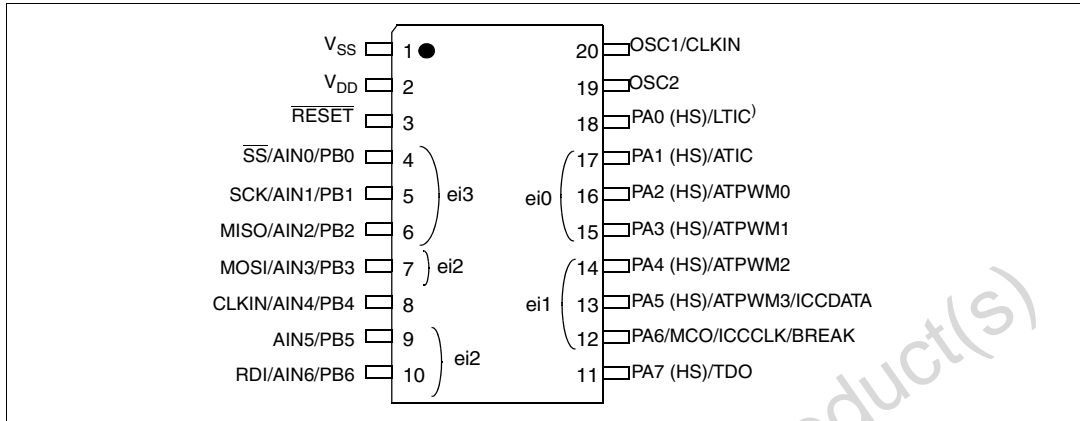 VSS 1 20 OSC1/CLKIN
VDD 2 19 OSC2
RESET 3 18 PA0 (HS)/LTIC)
SS/AIN0/PB0 4 17 PA1 (HS)/ATIC
SCK/AIN1/PB1 5 ei3 ei0 16 PA2 (HS)/ATPWM0
MISO/AIN2/PB2 6 15 PA3 (HS)/ATPWM1
MOSI/AIN3/PB3 7 ei2 14 PA4 (HS)/ATPWM2
CLKIN/AIN4/PB4 8 ei1 13 PA5 (HS)/ATPWM3/ICCDATA
AIN5/PB5 9 12 PA6/MCO/ICCCLK/BREAK
RDI/AIN6/PB6 10 ei2 11 PA7 (HS)/TDO